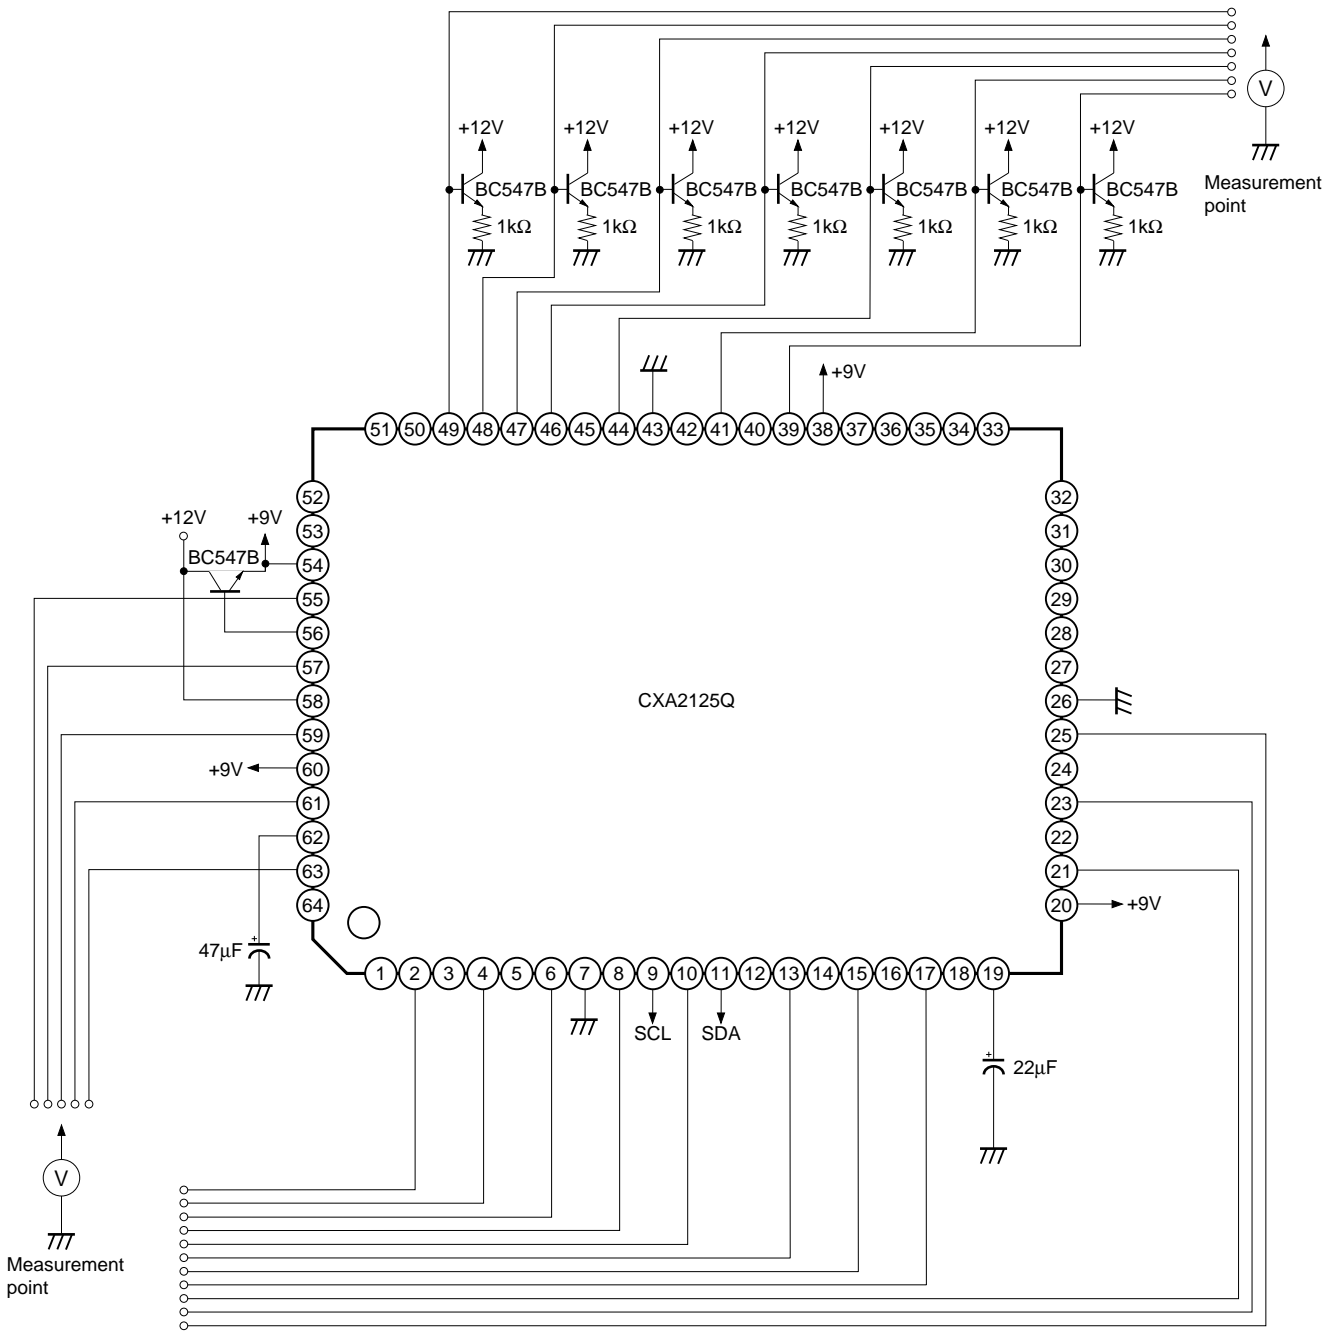 V
+12V +12V +12V +12V +12V +12V +12V
BC547B BC547B BC547B BC547B BC547B BC547B BC547B
Measurement
point
1kΩ 1kΩ 1kΩ 1kΩ 1kΩ 1kΩ 1kΩ
+9V
51 50 49 48 47 46 45 44 43 42 41 40 39 38 37 36 35 34 33
52 32
+12V +9V
53 31
BC547B
54 30
55 29
56 28
57 27
58 CXA2125Q 26
59 25
+9V 60 24
61 23
62 22
63 21
64 20 +9V
47μF +
1 2 3 4 5 6 7 8 9 10 11 12 13 14 15 16 17 18 19
SCL SDA
+ 22μF
V
Measurement
point